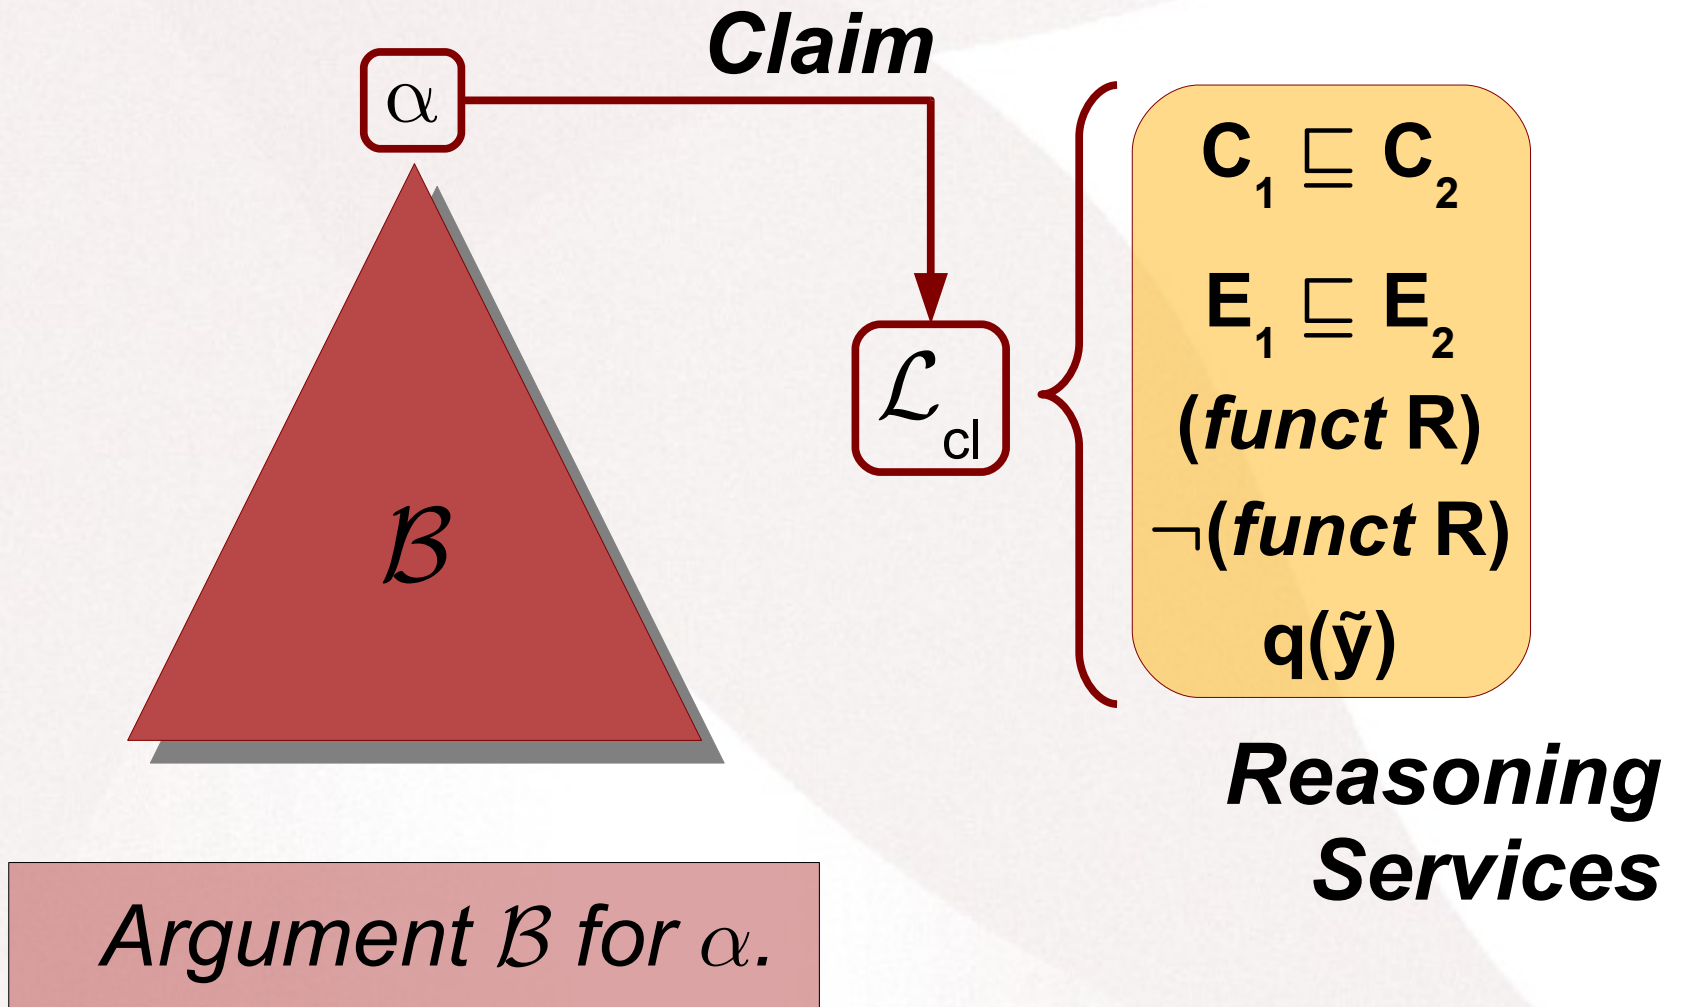 Claim
α
C₁ ⊑ C₂
E₁ ⊑ E₂
(funct R)
ℒcl
¬(funct R)
ℬ
q(ỹ)
Reasoning
Services
Argument ℬ for α.